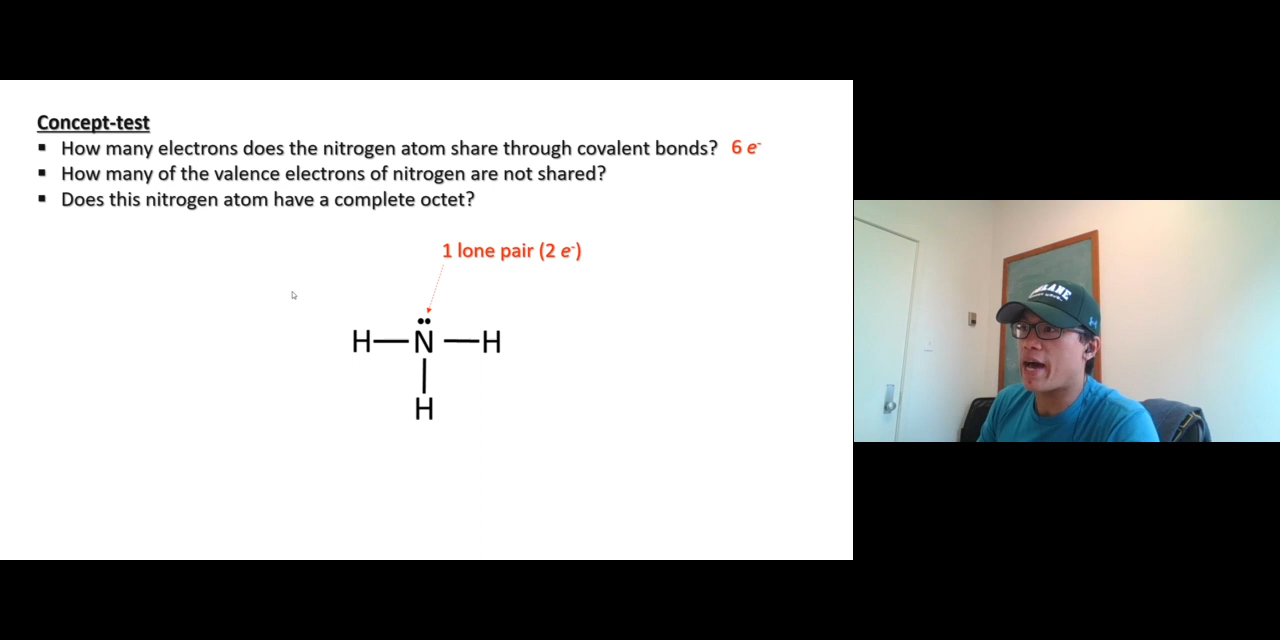 Concept-test
▪ How many electrons does the nitrogen atom share through covalent bonds? 6 e⁻
▪ How many of the valence electrons of nitrogen are not shared?
▪ Does this nitrogen atom have a complete octet?
1 lone pair (2 e⁻)
H—N—H
H